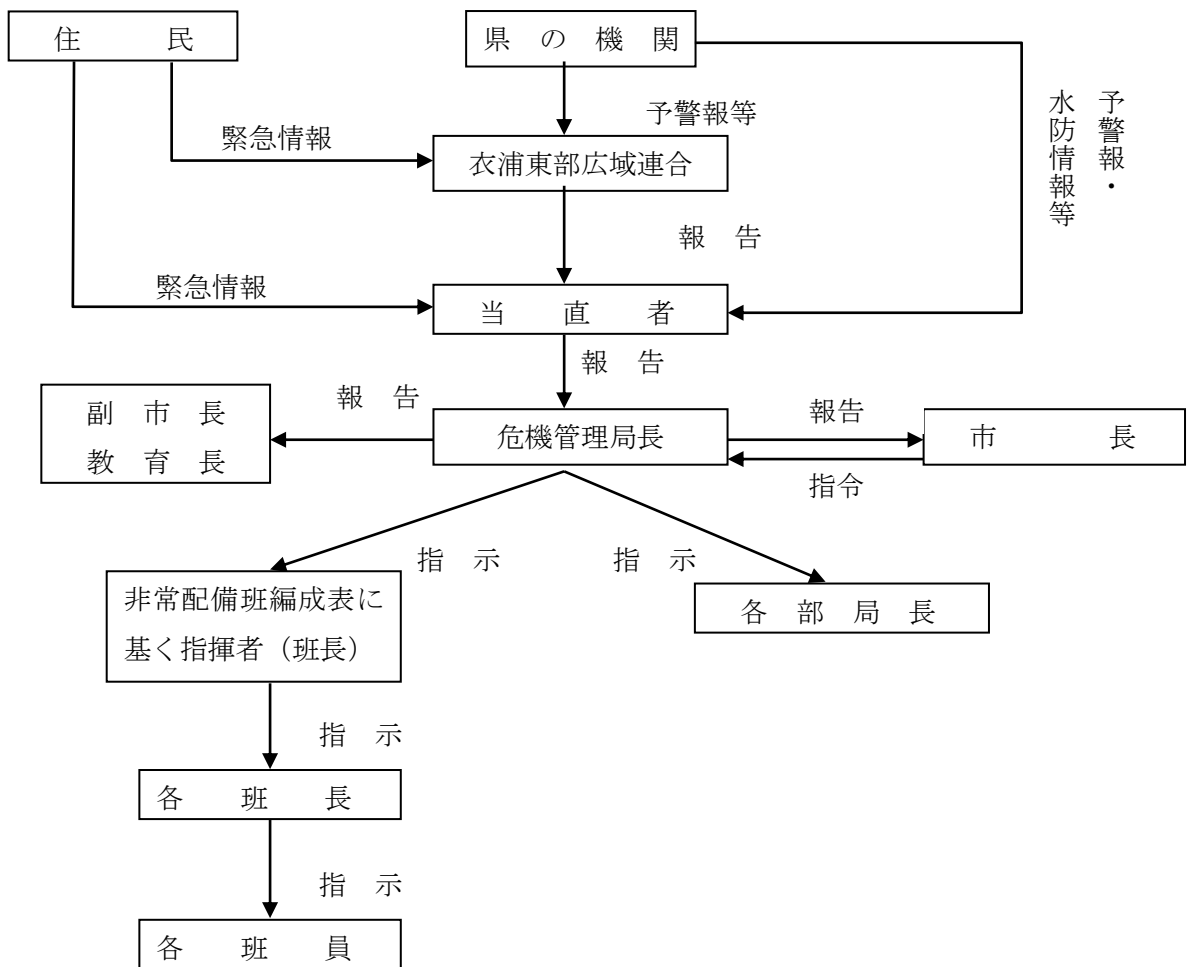 住　民
県の機関
予警報等
予警報・
水防情報等
緊急情報
衣浦東部広域連合
報　告
緊急情報
当　直　者
報　告
副　市　長
教　育　長
報　告
危機管理局長
報告
市　長
指令
指　示
指　示
非常配備班編成表に
基く指揮者（班長）
各　部　局　長
指　示
各　班　長
指　示
各　班　員